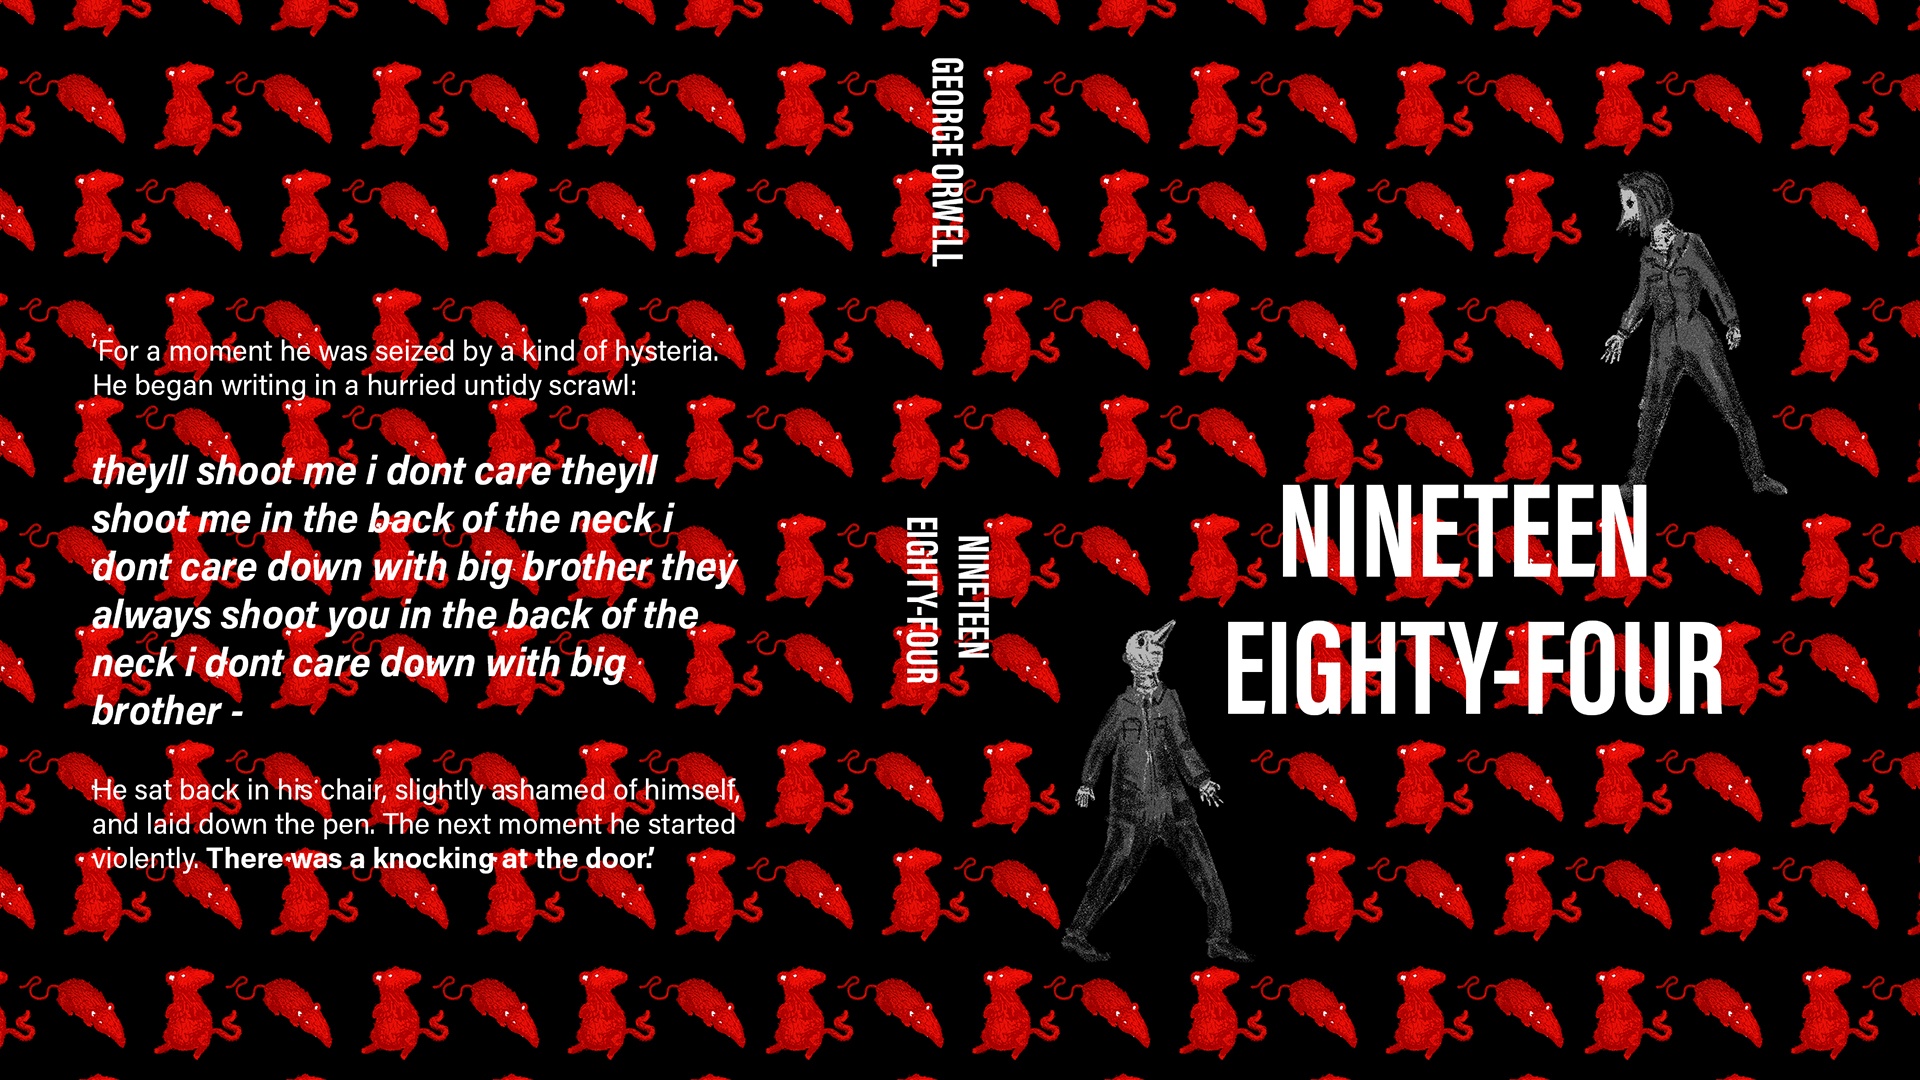 ‘For a moment he was seized by a kind of hysteria.
He began writing in a hurried untidy scrawl:
theyll shoot me i dont care theyll
shoot me in the back of the neck i
dont care down with big brother they
always shoot you in the back of the
neck i dont care down with big
brother -
He sat back in his chair, slightly ashamed of himself,
and laid down the pen. The next moment he started
violently. There was a knocking at the door.’
GEORGE ORWELL
NINETEEN
EIGHTY-FOUR
NINETEEN
EIGHTY-FOUR